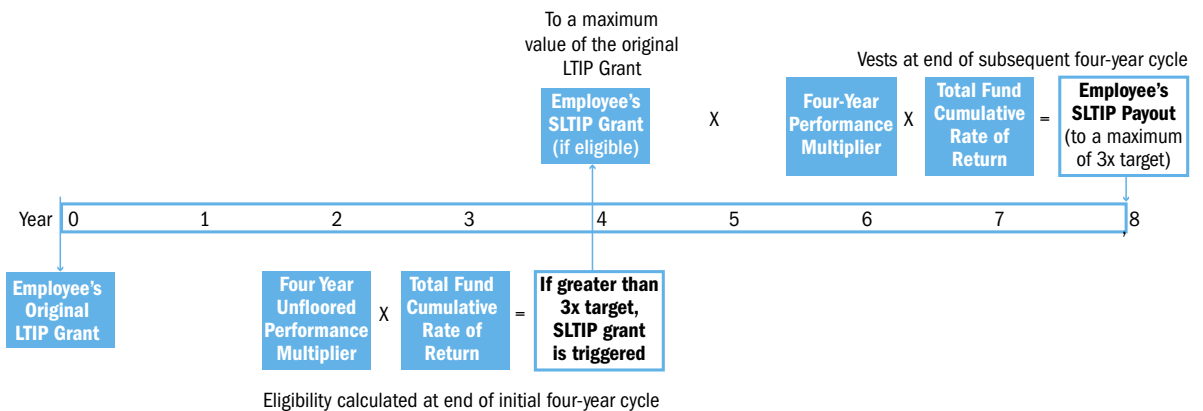 To a maximum
value of the original
LTIP Grant
Vests at end of subsequent four-year cycle
Employee's
SLTIP Grant
(if eligible)
X
Four-Year
Performance
Multiplier
X
Total Fund
Cumulative
Rate of
Return
=
Employee's
SLTIP Payout
(to a maximum
of 3x target)
Year 0 1 2 3 4 5 6 7 8
Employee's
Original
LTIP Grant
Four Year
Unfloored
Performance
Multiplier
X
Total Fund
Cumulative
Rate of
Return
=
If greater than
3x target,
SLTIP grant
is triggered
Eligibility calculated at end of initial four-year cycle